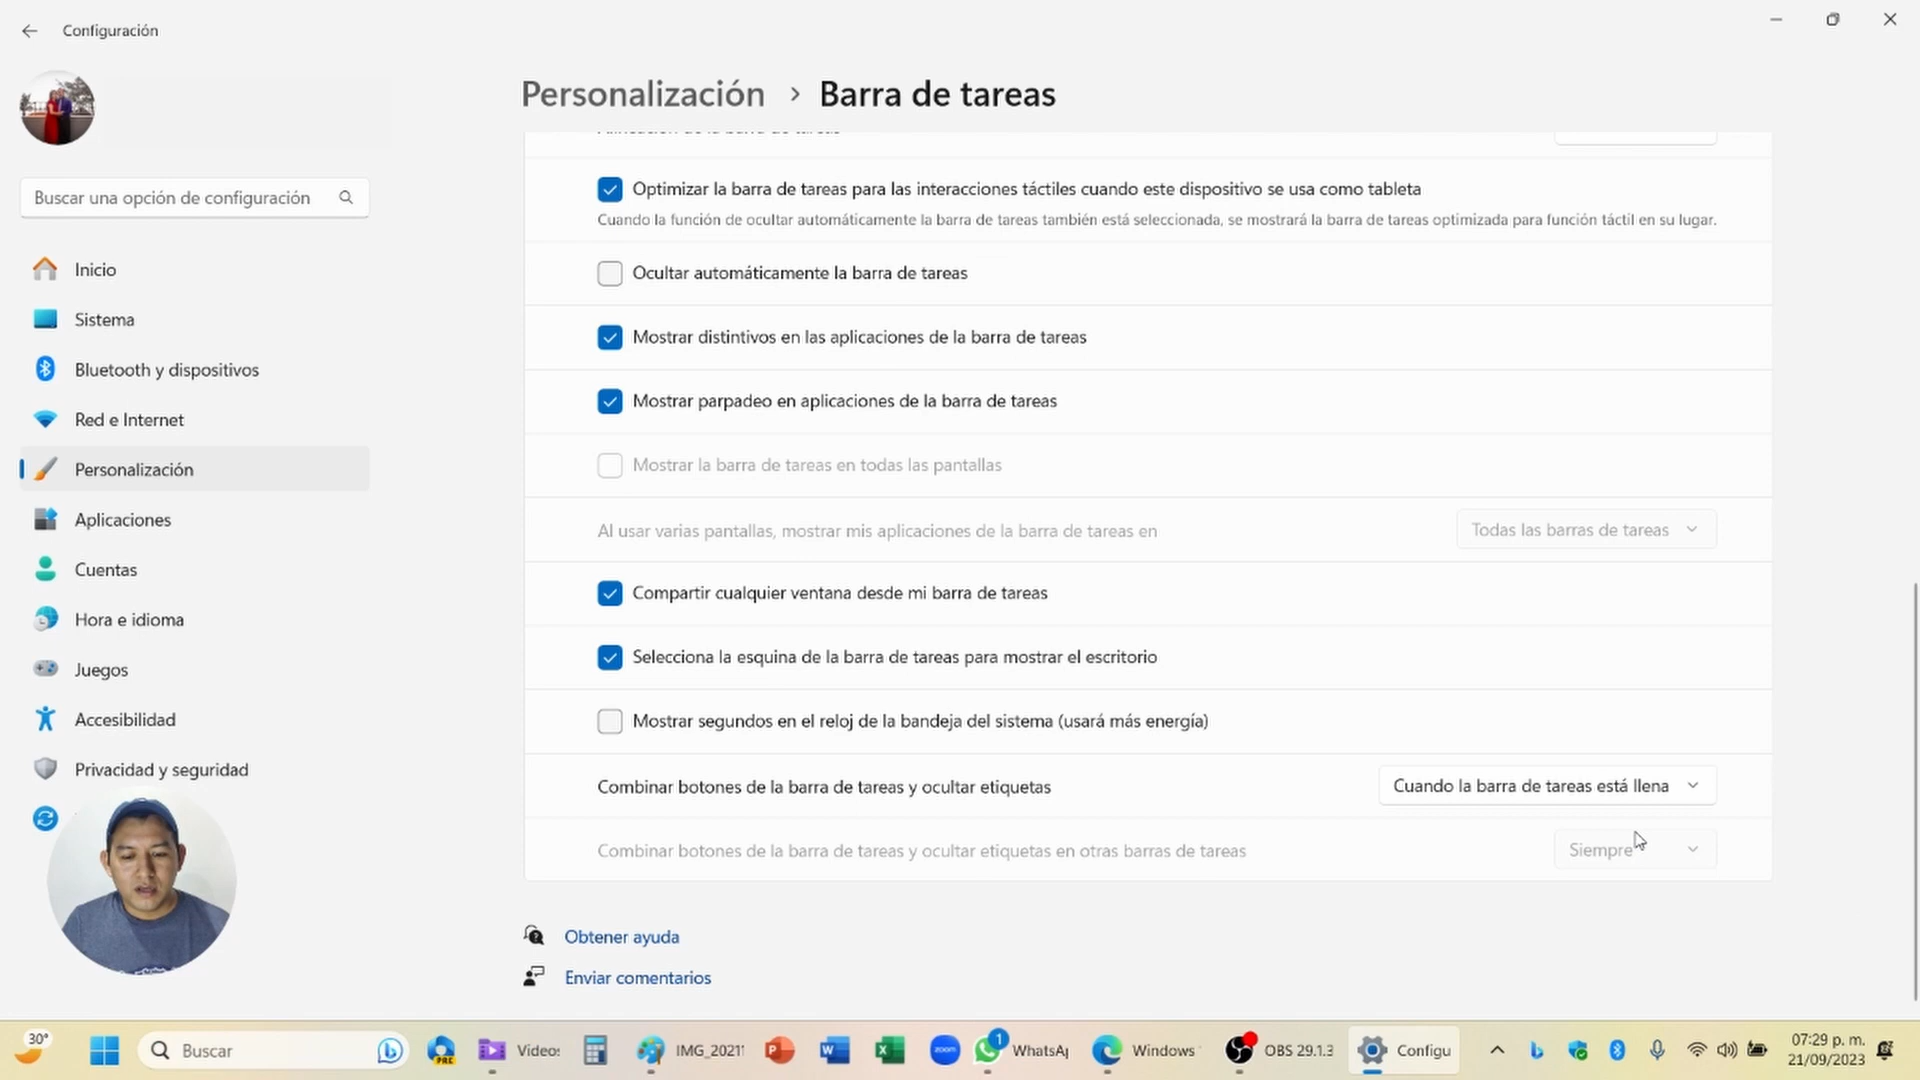 Configuración
Personalización > Barra de tareas
Buscar una opción de configuración
Inicio
Sistema
Bluetooth y dispositivos
Red e Internet
Personalización
Aplicaciones
Cuentas
Hora e idioma
Juegos
Accesibilidad
Privacidad y seguridad
Optimizar la barra de tareas para las interacciones táctiles cuando este dispositivo se usa como tableta
Cuando la función de ocultar automáticamente la barra de tareas también está seleccionada, se mostrará la barra de tareas optimizada para función táctil en su lugar.
Ocultar automáticamente la barra de tareas
Mostrar distintivos en las aplicaciones de la barra de tareas
Mostrar parpadeo en aplicaciones de la barra de tareas
Mostrar la barra de tareas en todas las pantallas
Al usar varias pantallas, mostrar mis aplicaciones de la barra de tareas en Todas las barras de tareas
Compartir cualquier ventana desde mi barra de tareas
Selecciona la esquina de la barra de tareas para mostrar el escritorio
Mostrar segundos en el reloj de la bandeja del sistema (usará más energía)
Combinar botones de la barra de tareas y ocultar etiquetas Cuando la barra de tareas está llena
Combinar botones de la barra de tareas y ocultar etiquetas en otras barras de tareas Siempre
Obtener ayuda
Enviar comentarios
30° Buscar PRE Videos IMG_2021 P W X zoom 1 WhatsAp Windows OBS 29.1.3 Configu 07:29 p. m.
21/09/2023